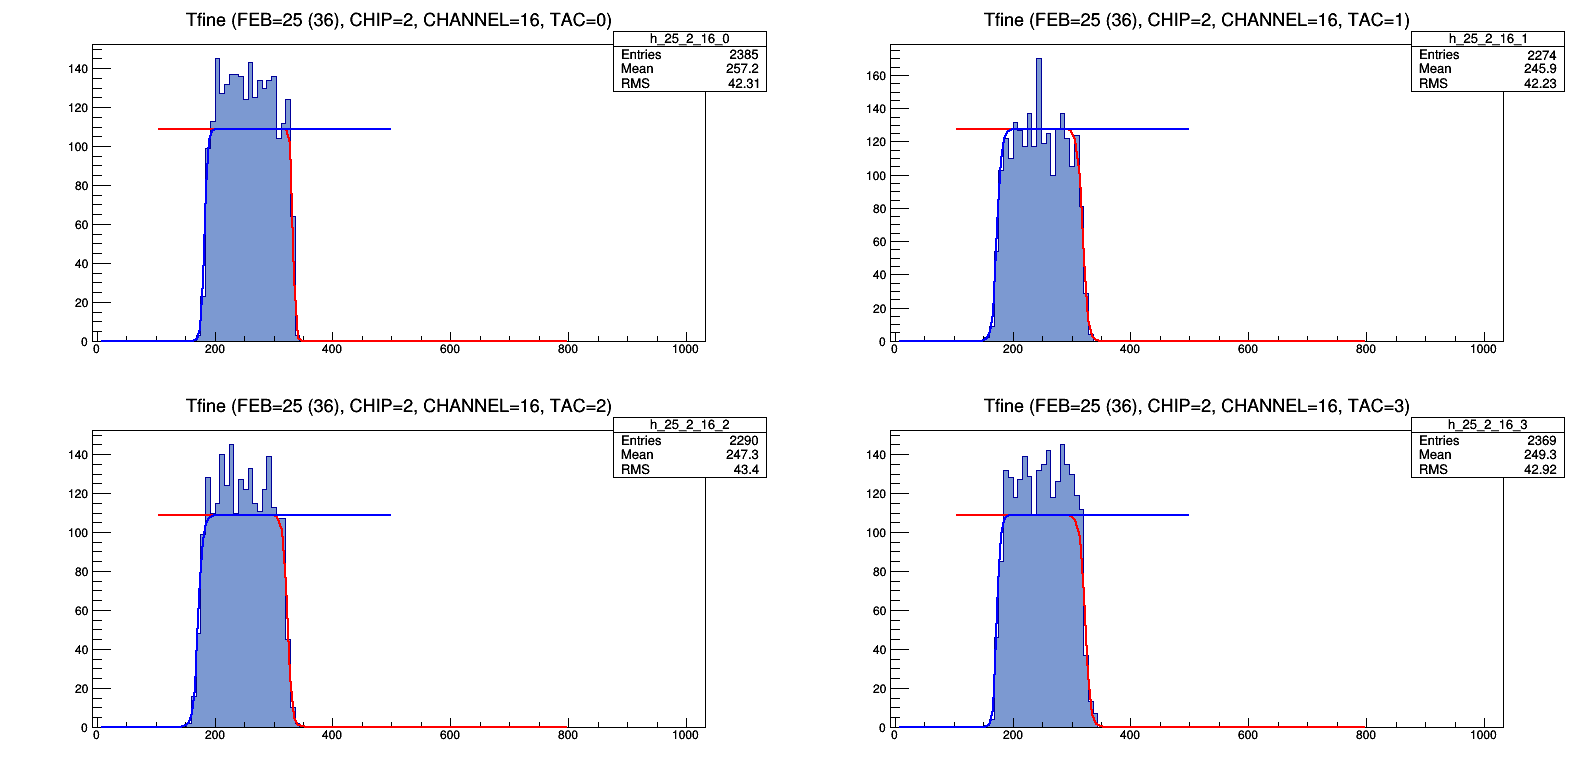 Tfine (FEB=25 (36), CHIP=2, CHANNEL=16, TAC=0)
h_25_2_16_0
Entries 2385
Mean 257.2
RMS 42.31
140
120
100
80
60
40
20
0
0 200 400 600 800 1000
Tfine (FEB=25 (36), CHIP=2, CHANNEL=16, TAC=1)
h_25_2_16_1
Entries 2274
Mean 245.9
RMS 42.23
160
140
120
100
80
60
40
20
0
0 200 400 600 800 1000
Tfine (FEB=25 (36), CHIP=2, CHANNEL=16, TAC=2)
h_25_2_16_2
Entries 2290
Mean 247.3
RMS 43.4
140
120
100
80
60
40
20
0
0 200 400 600 800 1000
Tfine (FEB=25 (36), CHIP=2, CHANNEL=16, TAC=3)
h_25_2_16_3
Entries 2369
Mean 249.3
RMS 42.92
140
120
100
80
60
40
20
0
0 200 400 600 800 1000